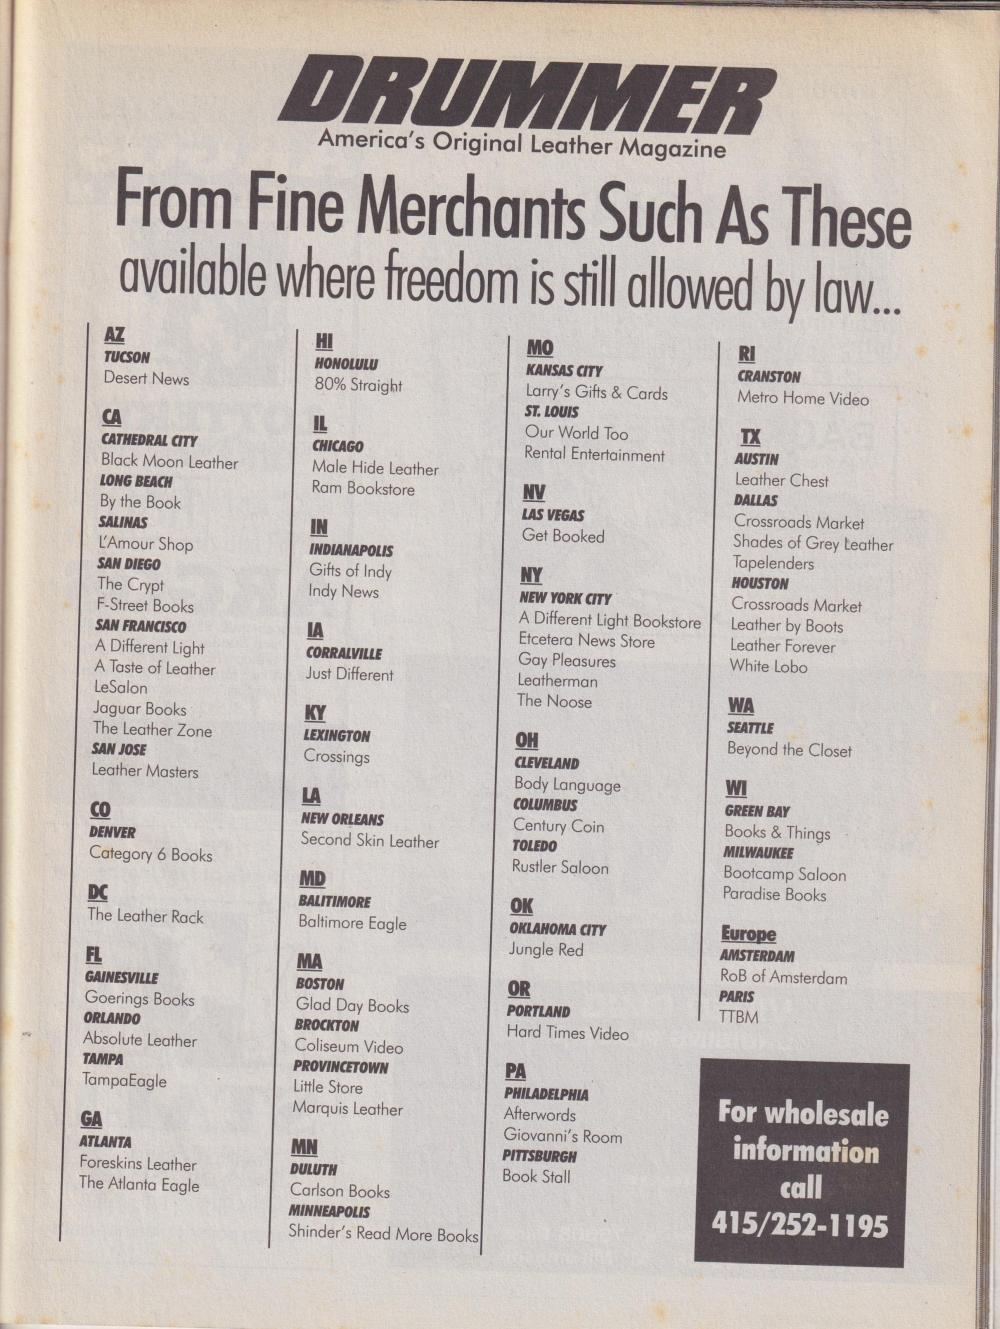 DRUMMER
America's Original Leather Magazine
From Fine Merchants Such As These
available where freedom is still allowed by law...
AZ
TUCSON
Desert News
CA
CATHEDRAL CITY
Black Moon Leather
LONG BEACH
By the Book
SALINAS
L'Amour Shop
SAN DIEGO
The Crypt
F-Street Books
SAN FRANCISCO
A Different Light
A Taste of Leather
LeSalon
Jaguar Books
The Leather Zone
SAN JOSE
Leather Masters
CO
DENVER
Category 6 Books
DC
The Leather Rack
FL
GAINESVILLE
Goerings Books
ORLANDO
Absolute Leather
TAMPA
TampaEagle
GA
ATLANTA
Foreskins Leather
The Atlanta Eagle
HI
HONOLULU
80% Straight
IL
CHICAGO
Male Hide Leather
Ram Bookstore
IN
INDIANAPOLIS
Gifts of Indy
Indy News
IA
CORRALVILLE
Just Different
KY
LEXINGTON
Crossings
LA
NEW ORLEANS
Second Skin Leather
MD
BALITIMORE
Baltimore Eagle
MA
BOSTON
Glad Day Books
BROCKTON
Coliseum Video
PROVINCETOWN
Little Store
Marquis Leather
MN
DULUTH
Carlson Books
MINNEAPOLIS
Shinder's Read More Books
MO
KANSAS CITY
Larry's Gifts & Cards
ST. LOUIS
Our World Too
Rental Entertainment
NV
LAS VEGAS
Get Booked
NY
NEW YORK CITY
A Different Light Bookstore
Etcetera News Store
Gay Pleasures
Leatherman
The Noose
OH
CLEVELAND
Body Language
COLUMBUS
Century Coin
TOLEDO
Rustler Saloon
OK
OKLAHOMA CITY
Jungle Red
OR
PORTLAND
Hard Times Video
PA
PHILADELPHIA
Afterwords
Giovanni's Room
PITTSBURGH
Book Stall
RI
CRANSTON
Metro Home Video
TX
AUSTIN
Leather Chest
DALLAS
Crossroads Market
Shades of Grey Leather
Tapelenders
HOUSTON
Crossroads Market
Leather by Boots
Leather Forever
White Lobo
WA
SEATTLE
Beyond the Closet
WI
GREEN BAY
Books & Things
MILWAUKEE
Bootcamp Saloon
Paradise Books
Europe
AMSTERDAM
RoB of Amsterdam
PARIS
TTBM
For wholesale
information
call
415/252-1195